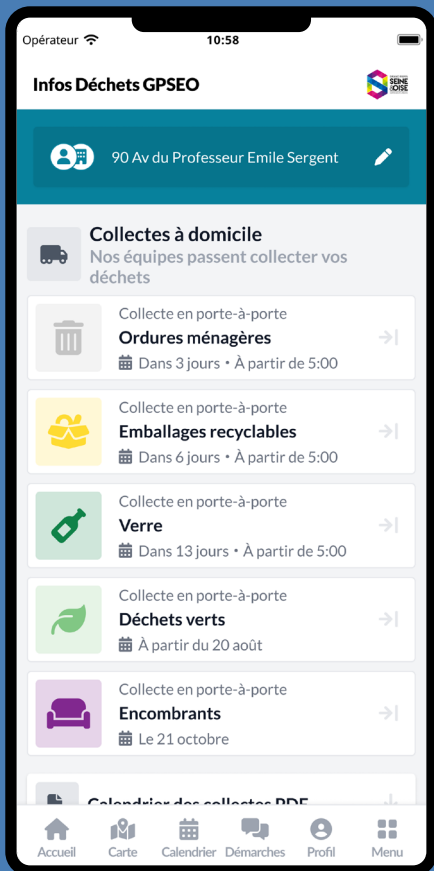 Opérateur
10:58
Infos Déchets GPSEO
SEINE
&OISE
90 Av du Professeur Emile Sergent
Collectes à domicile
Nos équipes passent collecter vos
déchets
Collecte en porte-à-porte
Ordures ménagères
Dans 3 jours • À partir de 5:00
Collecte en porte-à-porte
Emballages recyclables
Dans 6 jours • À partir de 5:00
Collecte en porte-à-porte
Verre
Dans 13 jours • À partir de 5:00
Collecte en porte-à-porte
Déchets verts
À partir du 20 août
Collecte en porte-à-porte
Encombrants
Le 21 octobre
Calendrier des collectes PDF
Accueil Carte Calendrier Démarches Profil Menu